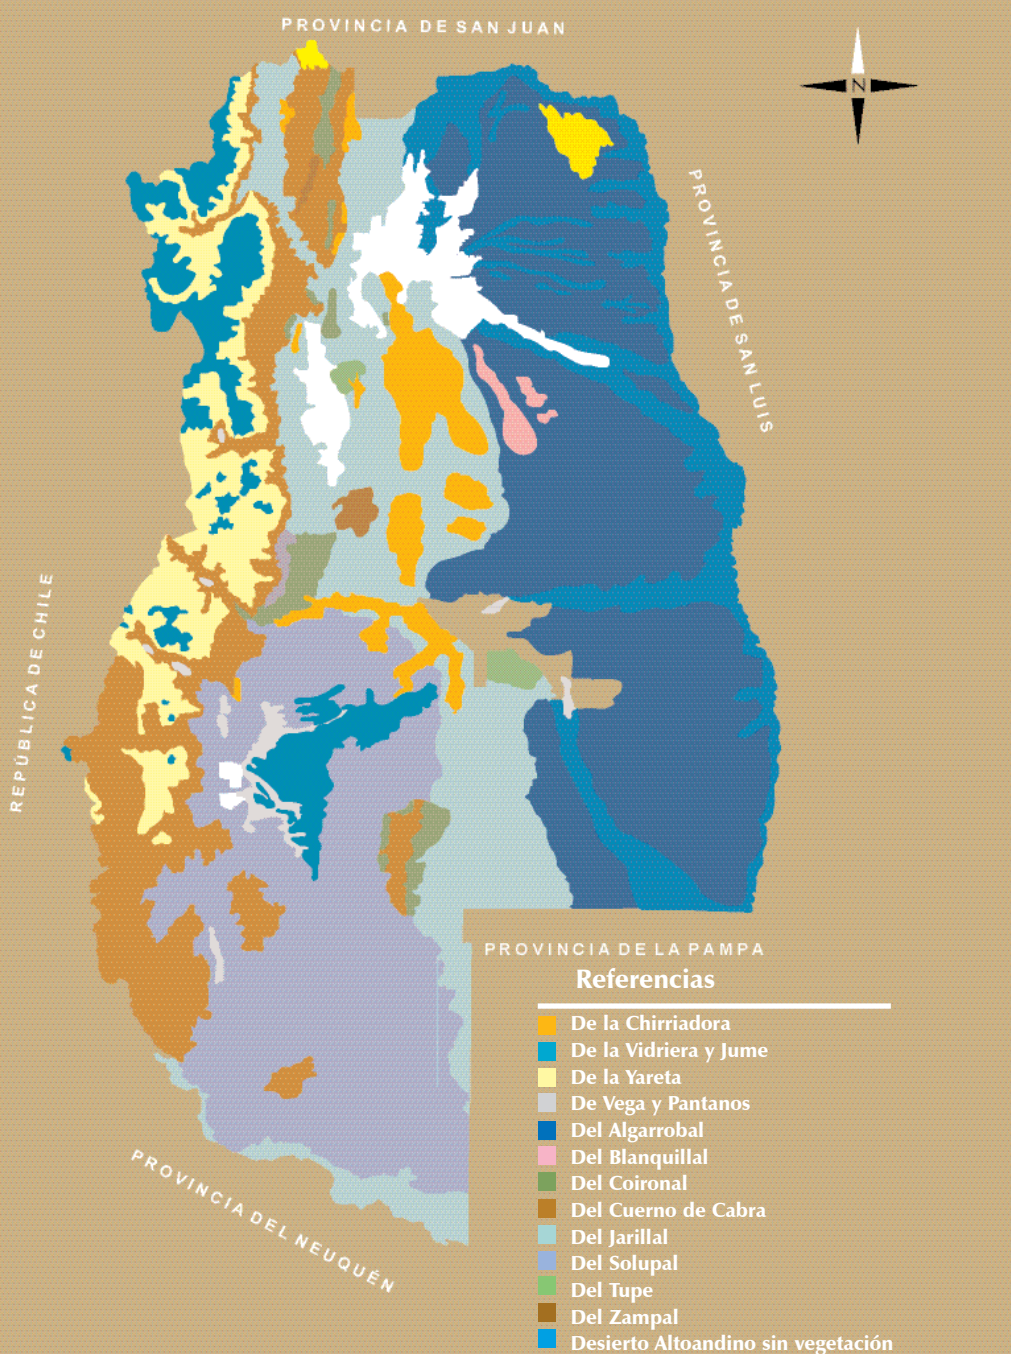 PROVINCIA DE SAN JUAN
N
PROVINCIA DE SAN LUIS
REPÚBLICA DE CHILE
PROVINCIA DE LA PAMPA
Referencias
De la Chirriadora
De la Vidriera y Jume
De la Yareta
De Vega y Pantanos
Del Algarrobal
Del Blanquillal
Del Coironal
Del Cuerno de Cabra
Del Jarillal
Del Solupal
Del Tupe
Del Zampal
Desierto Altoandino sin vegetación
PROVINCIA DEL NEUQUÉN